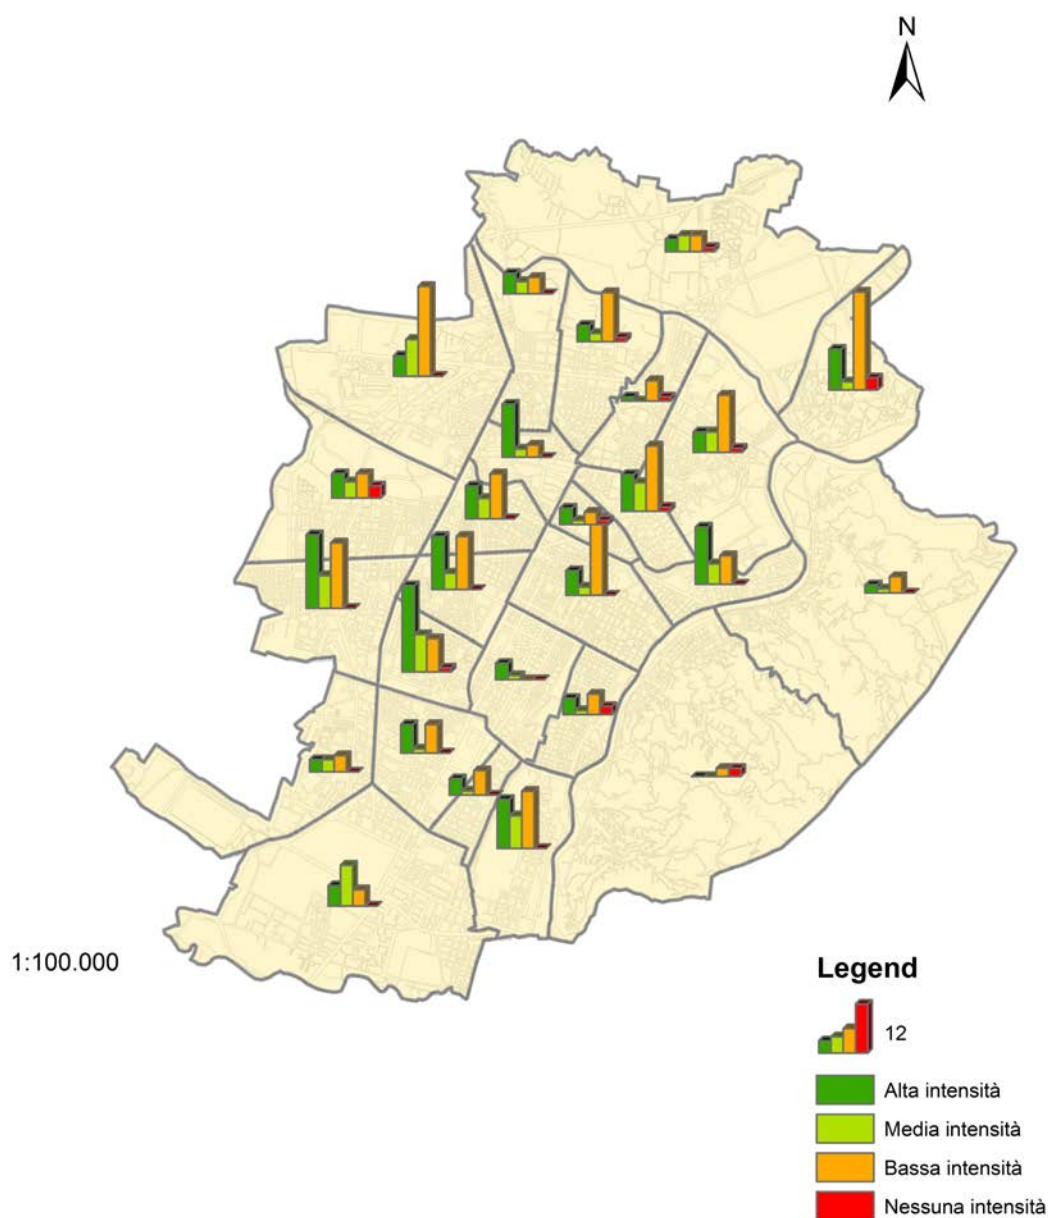 N
1:100.000
Legend
12
Alta intensità
Media intensità
Bassa intensità
Nessuna intensità